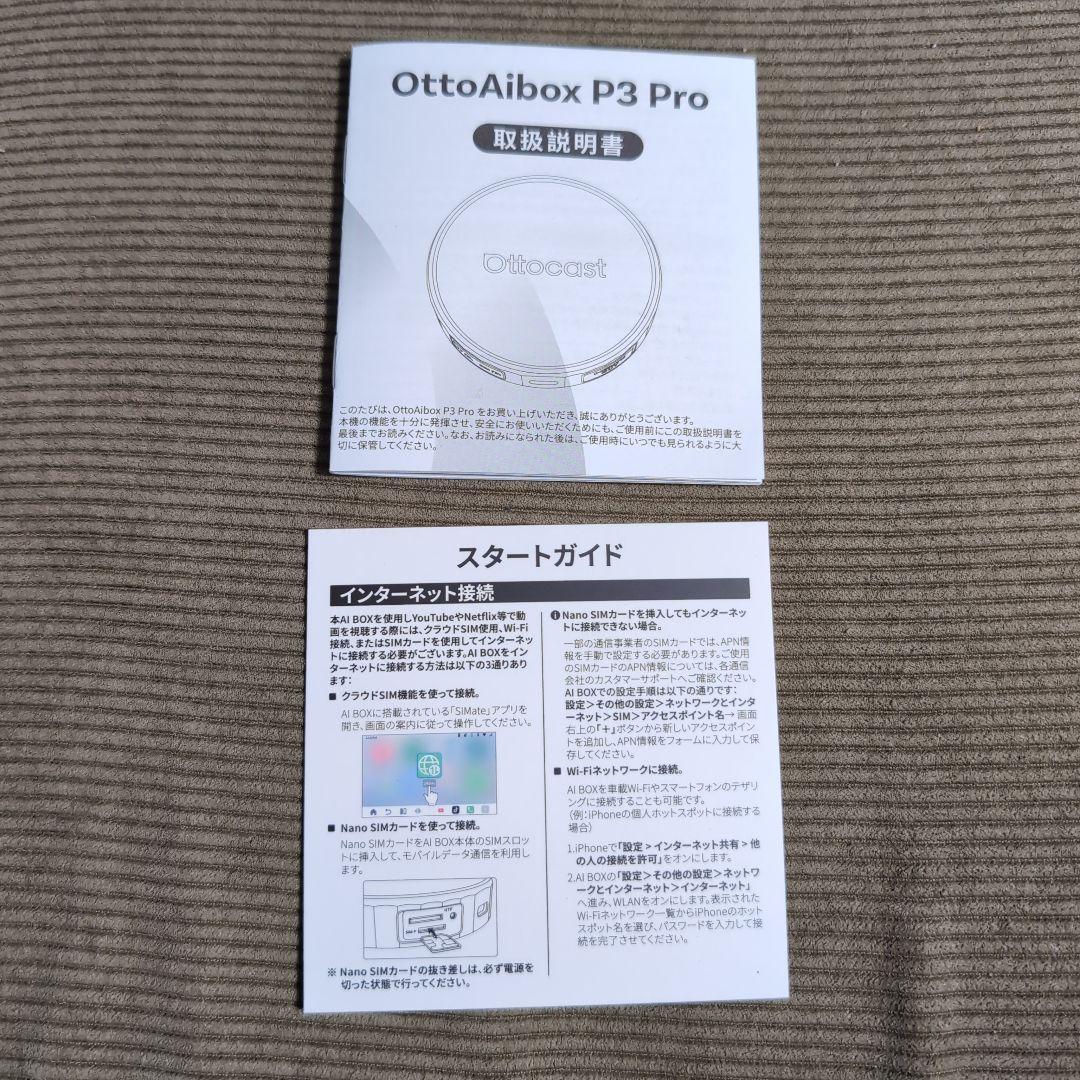 OttoAibox P3 Pro
取扱説明書
Ottocast
このたびは、OttoAibox P3 Pro をお買い上げいただき、誠にありがとうございます。
本機の機能を十分に発揮させ、安全にお使いいただくためにも、ご使用前にこの取扱説明書を
最後までお読みください。なお、お読みになられた後は、ご使用時にいつでも見られるように大
切に保管してください。
スタートガイド
インターネット接続
本AI BOXを使用しYouTubeやNetflix等で動
画を視聴する際には、クラウドSIM使用、Wi-Fi
接続、またはSIMカードを使用してインターネッ
トに接続する必要がございます。AI BOXをイン
ターネットに接続する方法は以下の3通りあり
ます:
■ クラウドSIM機能を使って接続。
AI BOXに搭載されている「SIMate」アプリを
開き、画面の案内に従って操作してください。
■ Nano SIMカードを使って接続。
Nano SIMカードをAI BOX本体のSIMスロッ
トに挿入して、モバイルデータ通信を利用し
ます。
※ Nano SIMカードの抜き差しは、必ず電源を
切った状態で行ってください。
Nano SIMカードを挿入してもインターネッ
トに接続できない場合。
一部の通信事業者のSIMカードでは、APN情
報を手動で設定する必要があります。ご使用
のSIMカードのAPN情報については、各通信
会社のカスタマーサポートへご確認ください。
AI BOXでの設定手順は以下の通りです:
設定＞その他の設定＞ネットワークとインタ
ーネット＞SIM＞アクセスポイント名→ 画面
右上の「+」ボタンから新しいアクセスポイン
トを追加し、APN情報をフォームに入力して保
存してください。
■ Wi-Fiネットワークに接続。
AI BOXを車載Wi-Fiやスマートフォンのテザリ
ングに接続することも可能です。
(例:iPhoneの個人ホットスポットに接続する
場合)
1.iPhoneで「設定 > インターネット共有 > 他
の人の接続を許可」をオンにします。
2.AI BOXの「設定＞その他の設定＞ネットワ
ークとインターネット＞インターネット」
へ進み、WLANをオンにします。表示された
Wi-Fiネットワーク一覧からiPhoneのホット
スポット名を選び、パスワードを入力して接
続を完了させてください。